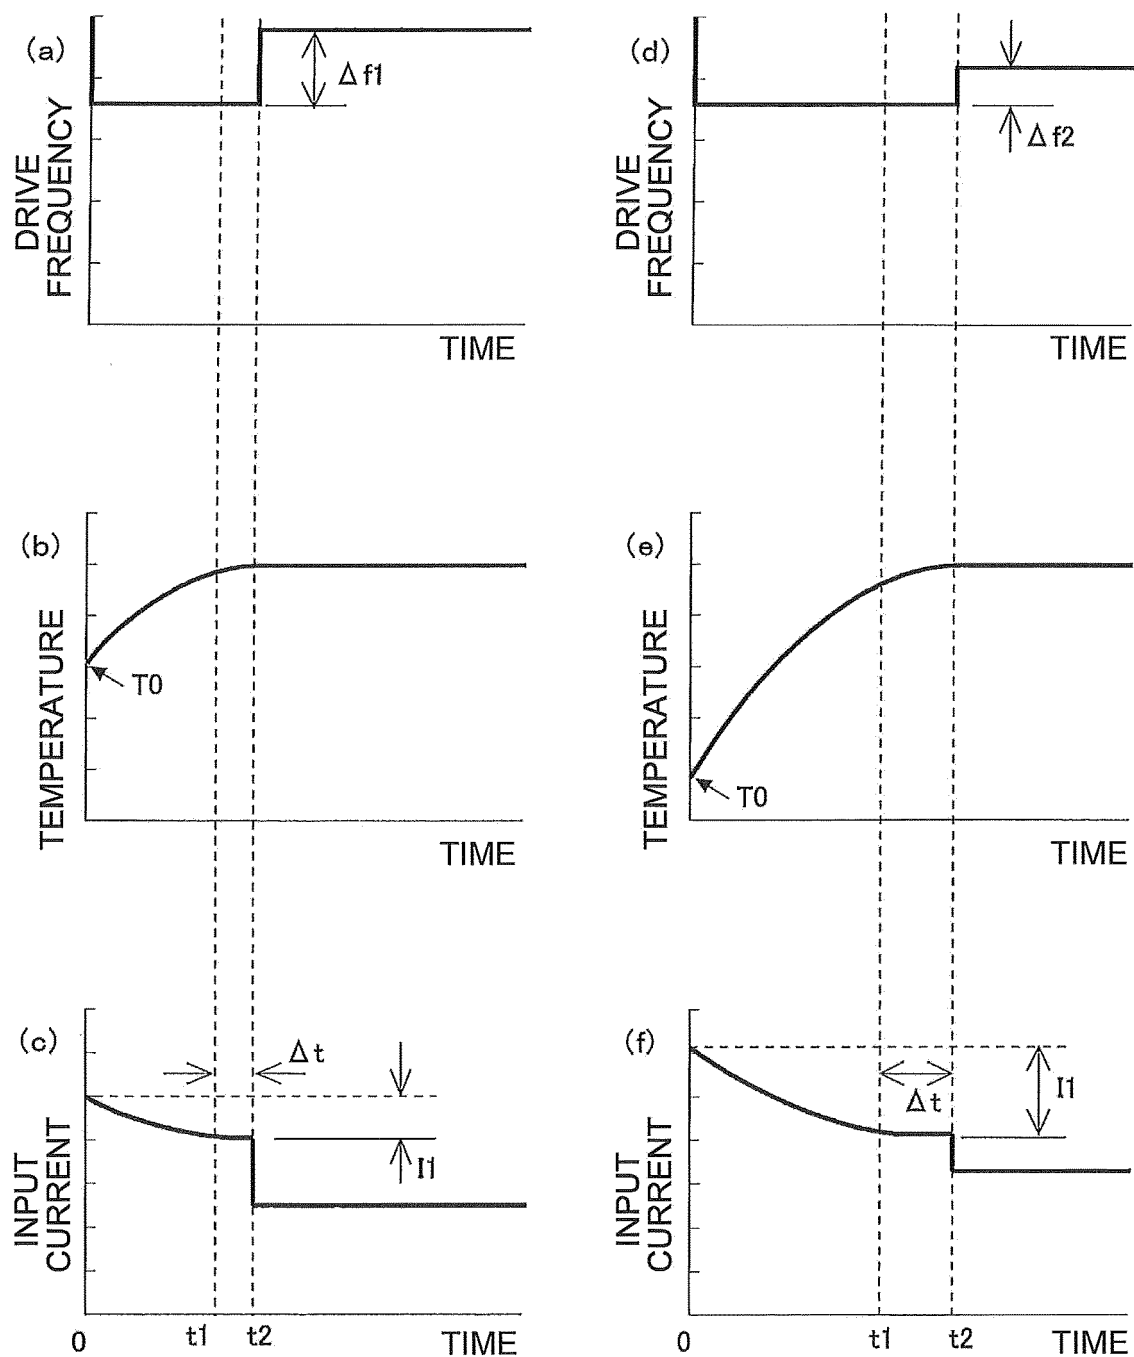 (a)
DRIVE
FREQUENCY
Δf1
TIME
(d)
DRIVE
FREQUENCY
Δf2
TIME
(b)
TEMPERATURE
T0
TIME
(e)
TEMPERATURE
T0
TIME
(c)
INPUT
CURRENT
Δt
I1
0
t1
t2
TIME
(f)
INPUT
CURRENT
Δt
I1
0
t1
t2
TIME